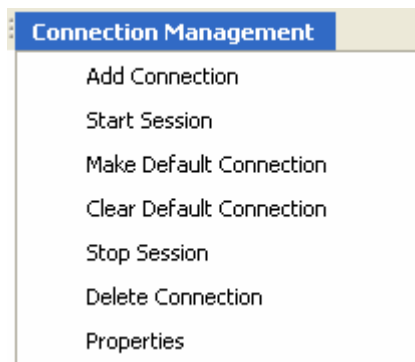 Connection Management
Add Connection
Start Session
Make Default Connection
Clear Default Connection
Stop Session
Delete Connection
Properties